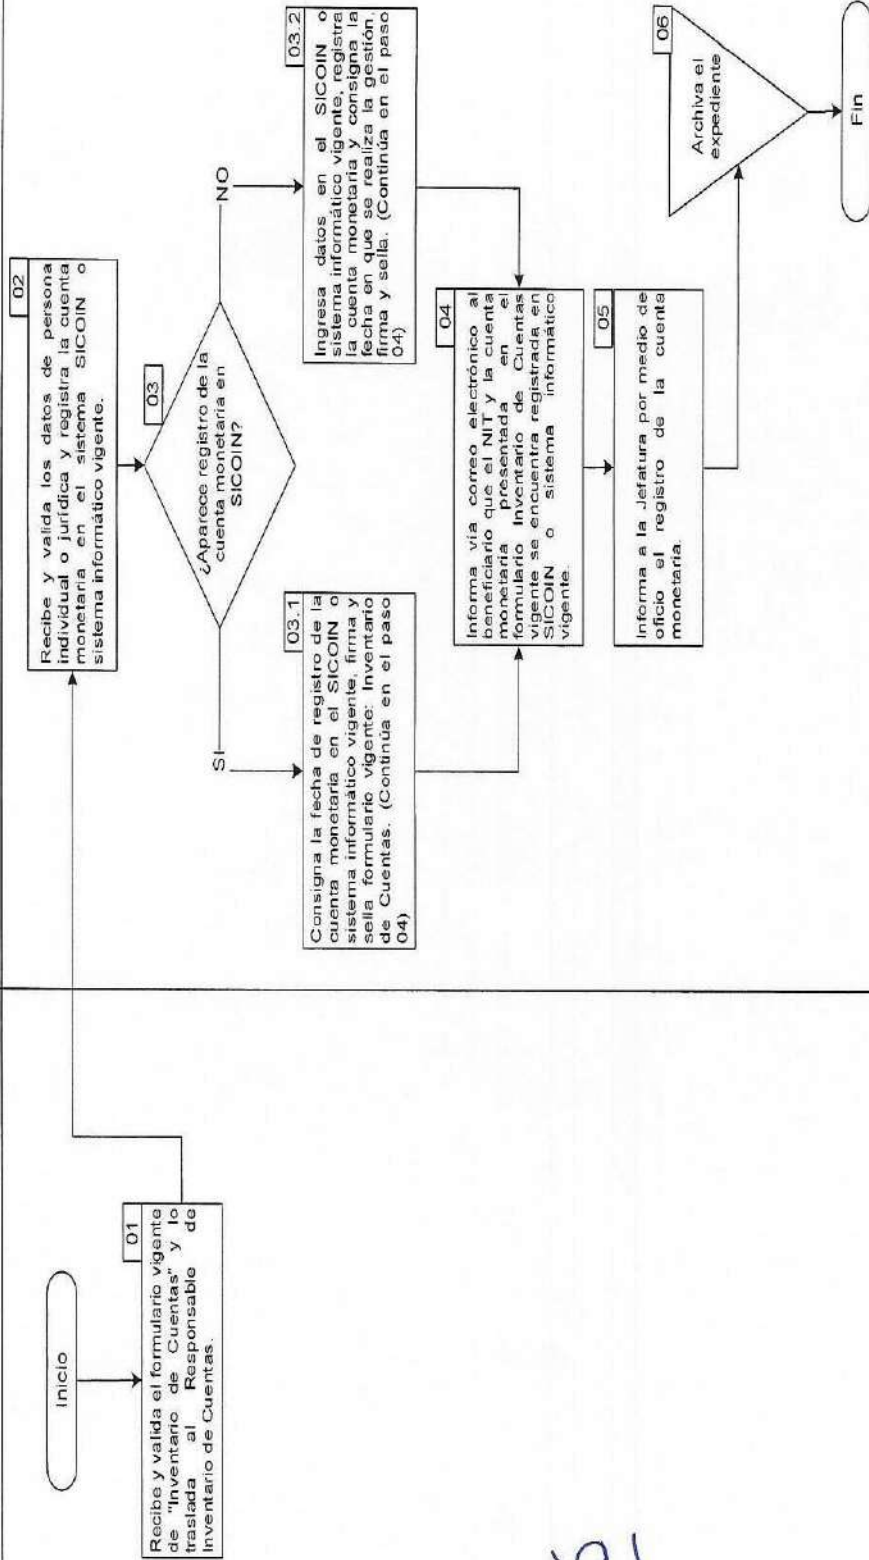 Inicio
01
Recibe y valida el formulario vigente
de "Inventario de Cuentas" y lo
traslada al Responsable de
Inventario de Cuentas.
02
Recibe y valida los datos de persona
individual o jurídica y registra la cuenta
monetaria en el sistema SICOIN o
sistema informático vigente.
03
¿Aparece registro de la
cuenta monetaria en
SICOIN?
SI
NO
03.1
Consigna la fecha de registro de la
cuenta monetaria en el SICOIN o
sistema informático vigente, firma y
sella formulario vigente: Inventario
de Cuentas. (Continúa en el paso
04)
03.2
Ingresa datos en el SICOIN o
sistema informático vigente, registra
la cuenta monetaria y consigna la
fecha en que se realiza la gestión,
firma y sella. (Continúa en el paso
04)
04
Informa vía correo electrónico al
beneficiario que el NIT y la cuenta
monetaria presentada en el
formulario Inventario de Cuentas
vigente se encuentra registrada en
SICOIN o sistema informático
vigente.
05
Informa a la Jefatura por medio de
oficio el registro de la cuenta
monetaria.
06
Archiva el
expediente
Fin